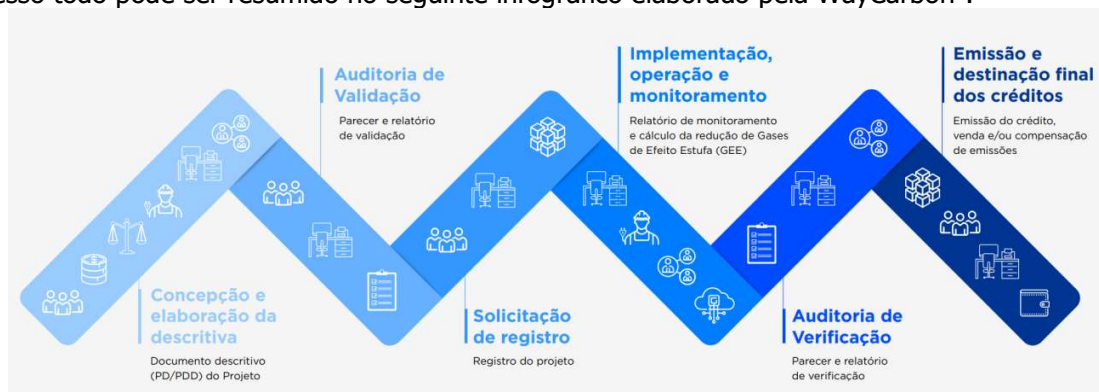 esso todo pode ser resumido no seguinte infográfico elaborado pela WayCarbon .
Auditoria de
Validação
Parecer e relatório
de validação
Implementação,
operação e
monitoramento
Relatório de monitoramento
e cálculo da redução de Gases
de Efeito Estufa (GEE)
Emissão e
destinação final
dos créditos
Emissão do crédito,
venda e/ou compensação
de emissões
Concepção e
elaboração da
descritiva
Documento descritivo
(PD/PDD) do Projeto
Solicitação
de registro
Registro do projeto
Auditoria de
Verificação
Parecer e relatório
de verificação